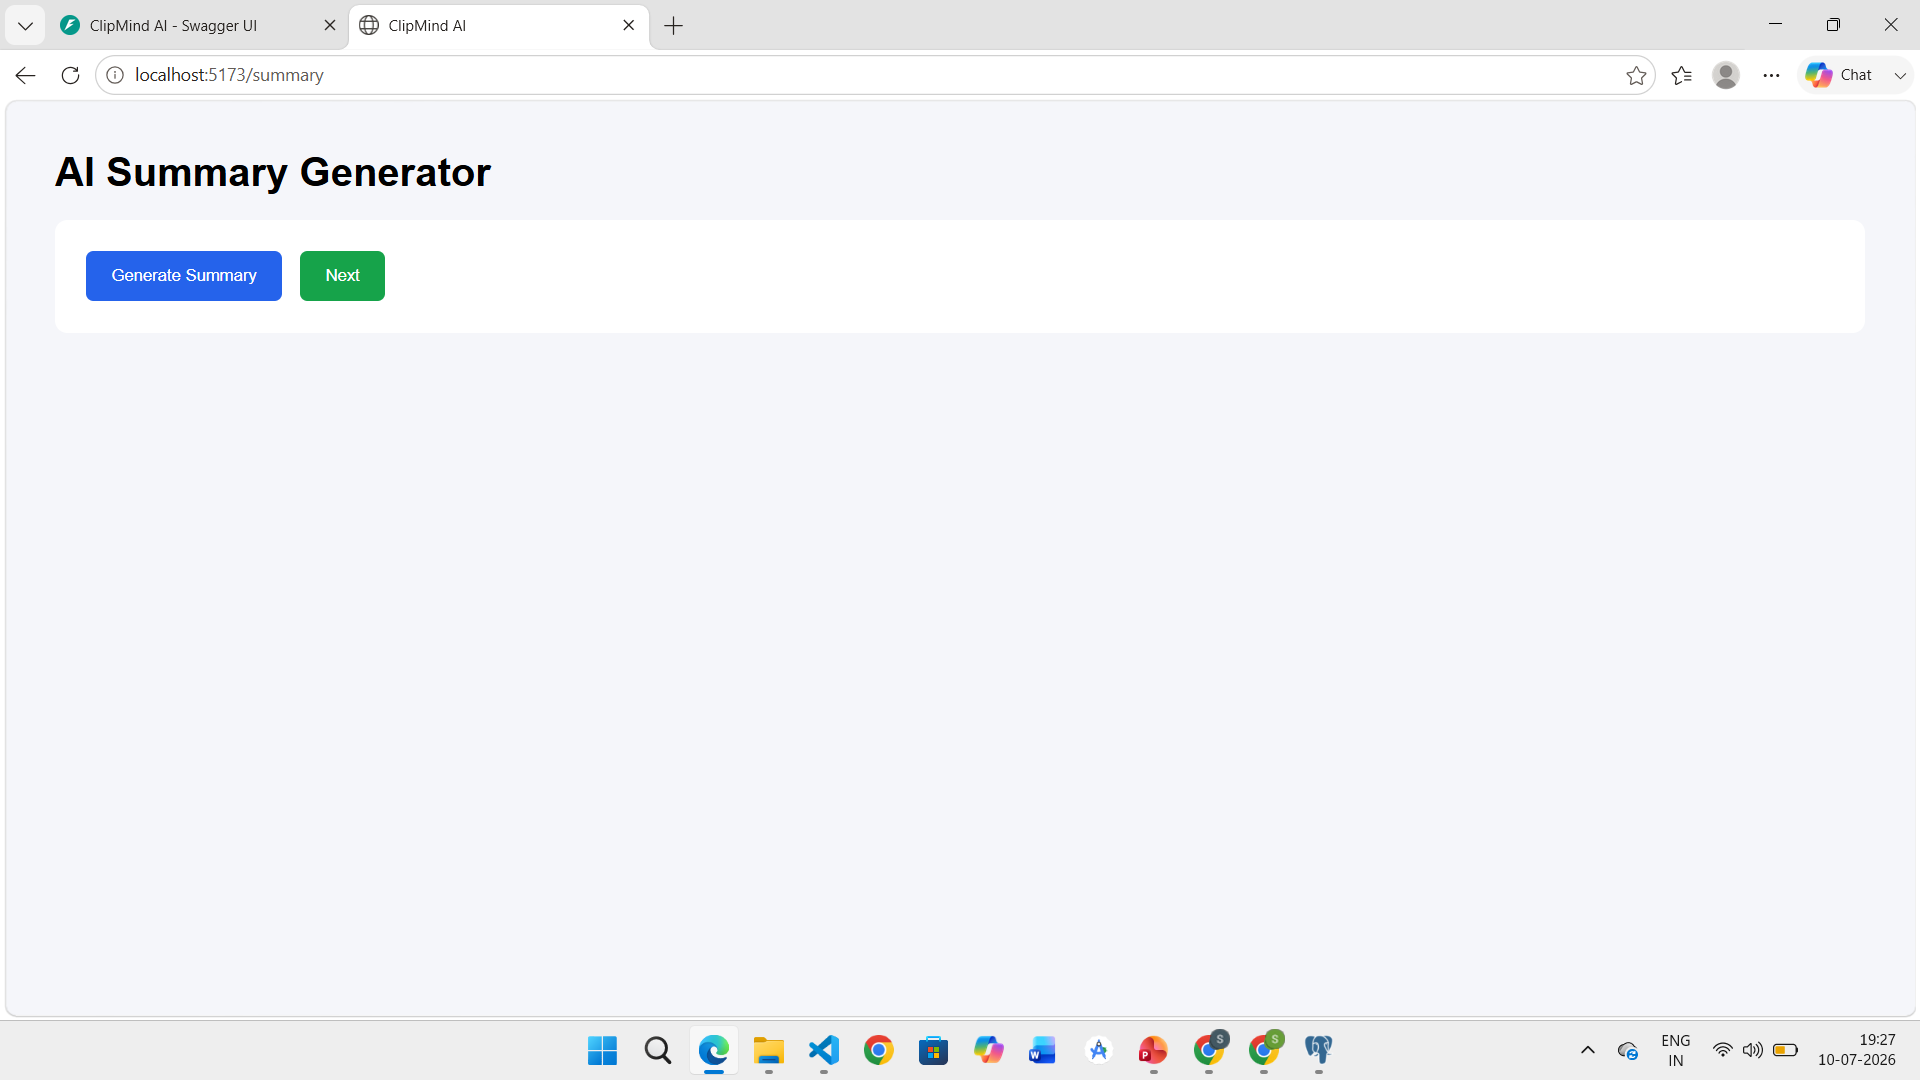 ClipMind AI - Swagger UI
ClipMind AI
localhost:5173/summary
Chat
AI Summary Generator
Generate Summary
Next
S
S
W
P
ENG
IN
19:27
10-07-2026